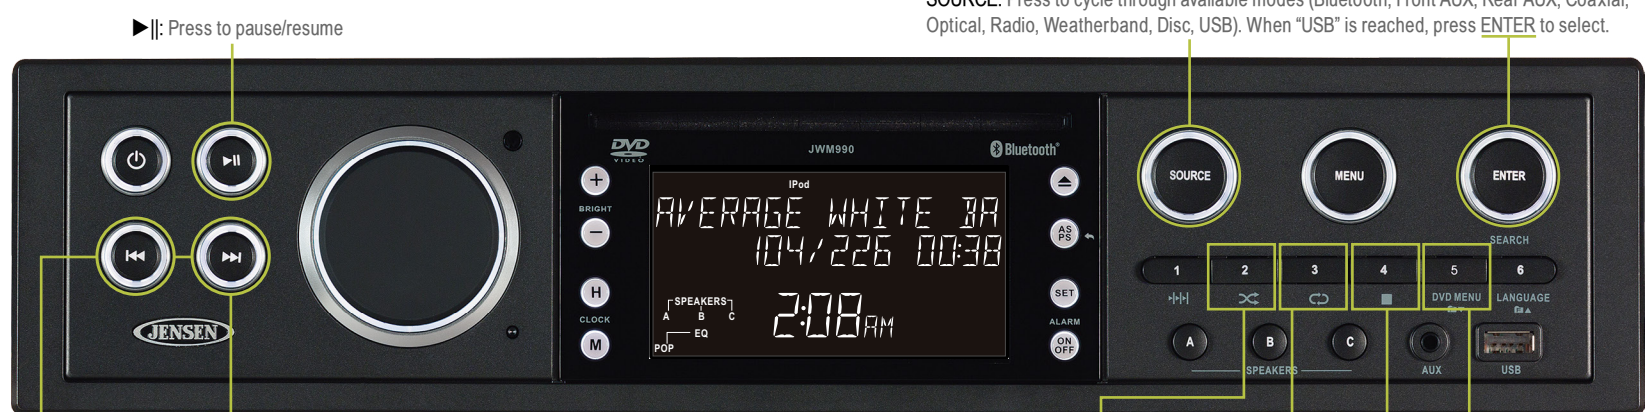 SOURCE: Press to cycle through available modes (Bluetooth, Front AUX, Rear AUX, Coaxial,
Optical, Radio, Weatherband, Disc, USB). When “USB” is reached, press ENTER to select.
▶||: Press to pause/resume
DVD
VIDEO
JWM990
Bluetooth®
SOURCE
MENU
ENTER
SEARCH
BRIGHT
IPod
AVERAGE WHITE BA
104/226 00:38
AS
PS
1 2 3 4 5 6
DVD MENU
LANGUAGE
H
CLOCK
M
SPEAKERS
A B C
EQ
POP
2:08AM
SET
ALARM
ON
OFF
JENSEN
A B C
SPEAKERS
AUX
USB